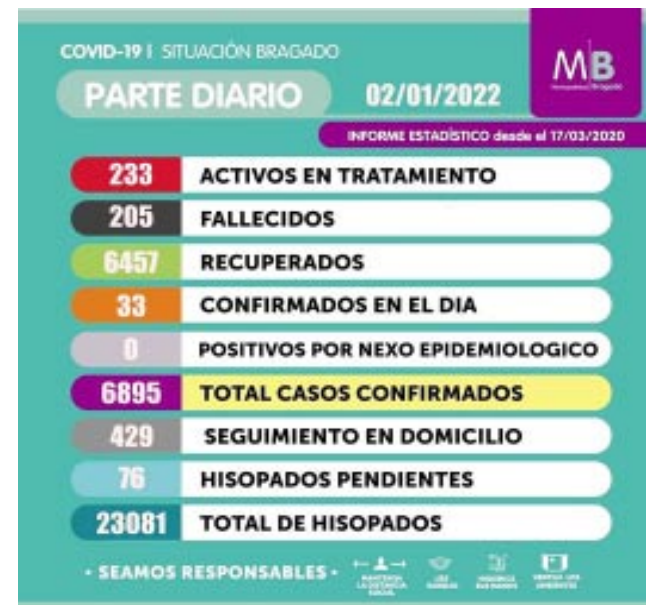 COVID-19 | SITUACIÓN BRAGADO
MB
Bragado
PARTE DIARIO 02/01/2022
INFORME ESTADÍSTICO desde el 17/03/2020
233 ACTIVOS EN TRATAMIENTO
205 FALLECIDOS
6457 RECUPERADOS
33 CONFIRMADOS EN EL DIA
0 POSITIVOS POR NEXO EPIDEMIOLOGICO
6895 TOTAL CASOS CONFIRMADOS
429 SEGUIMIENTO EN DOMICILIO
76 HISOPADOS PENDIENTES
23081 TOTAL DE HISOPADOS
• SEAMOS RESPONSABLES •